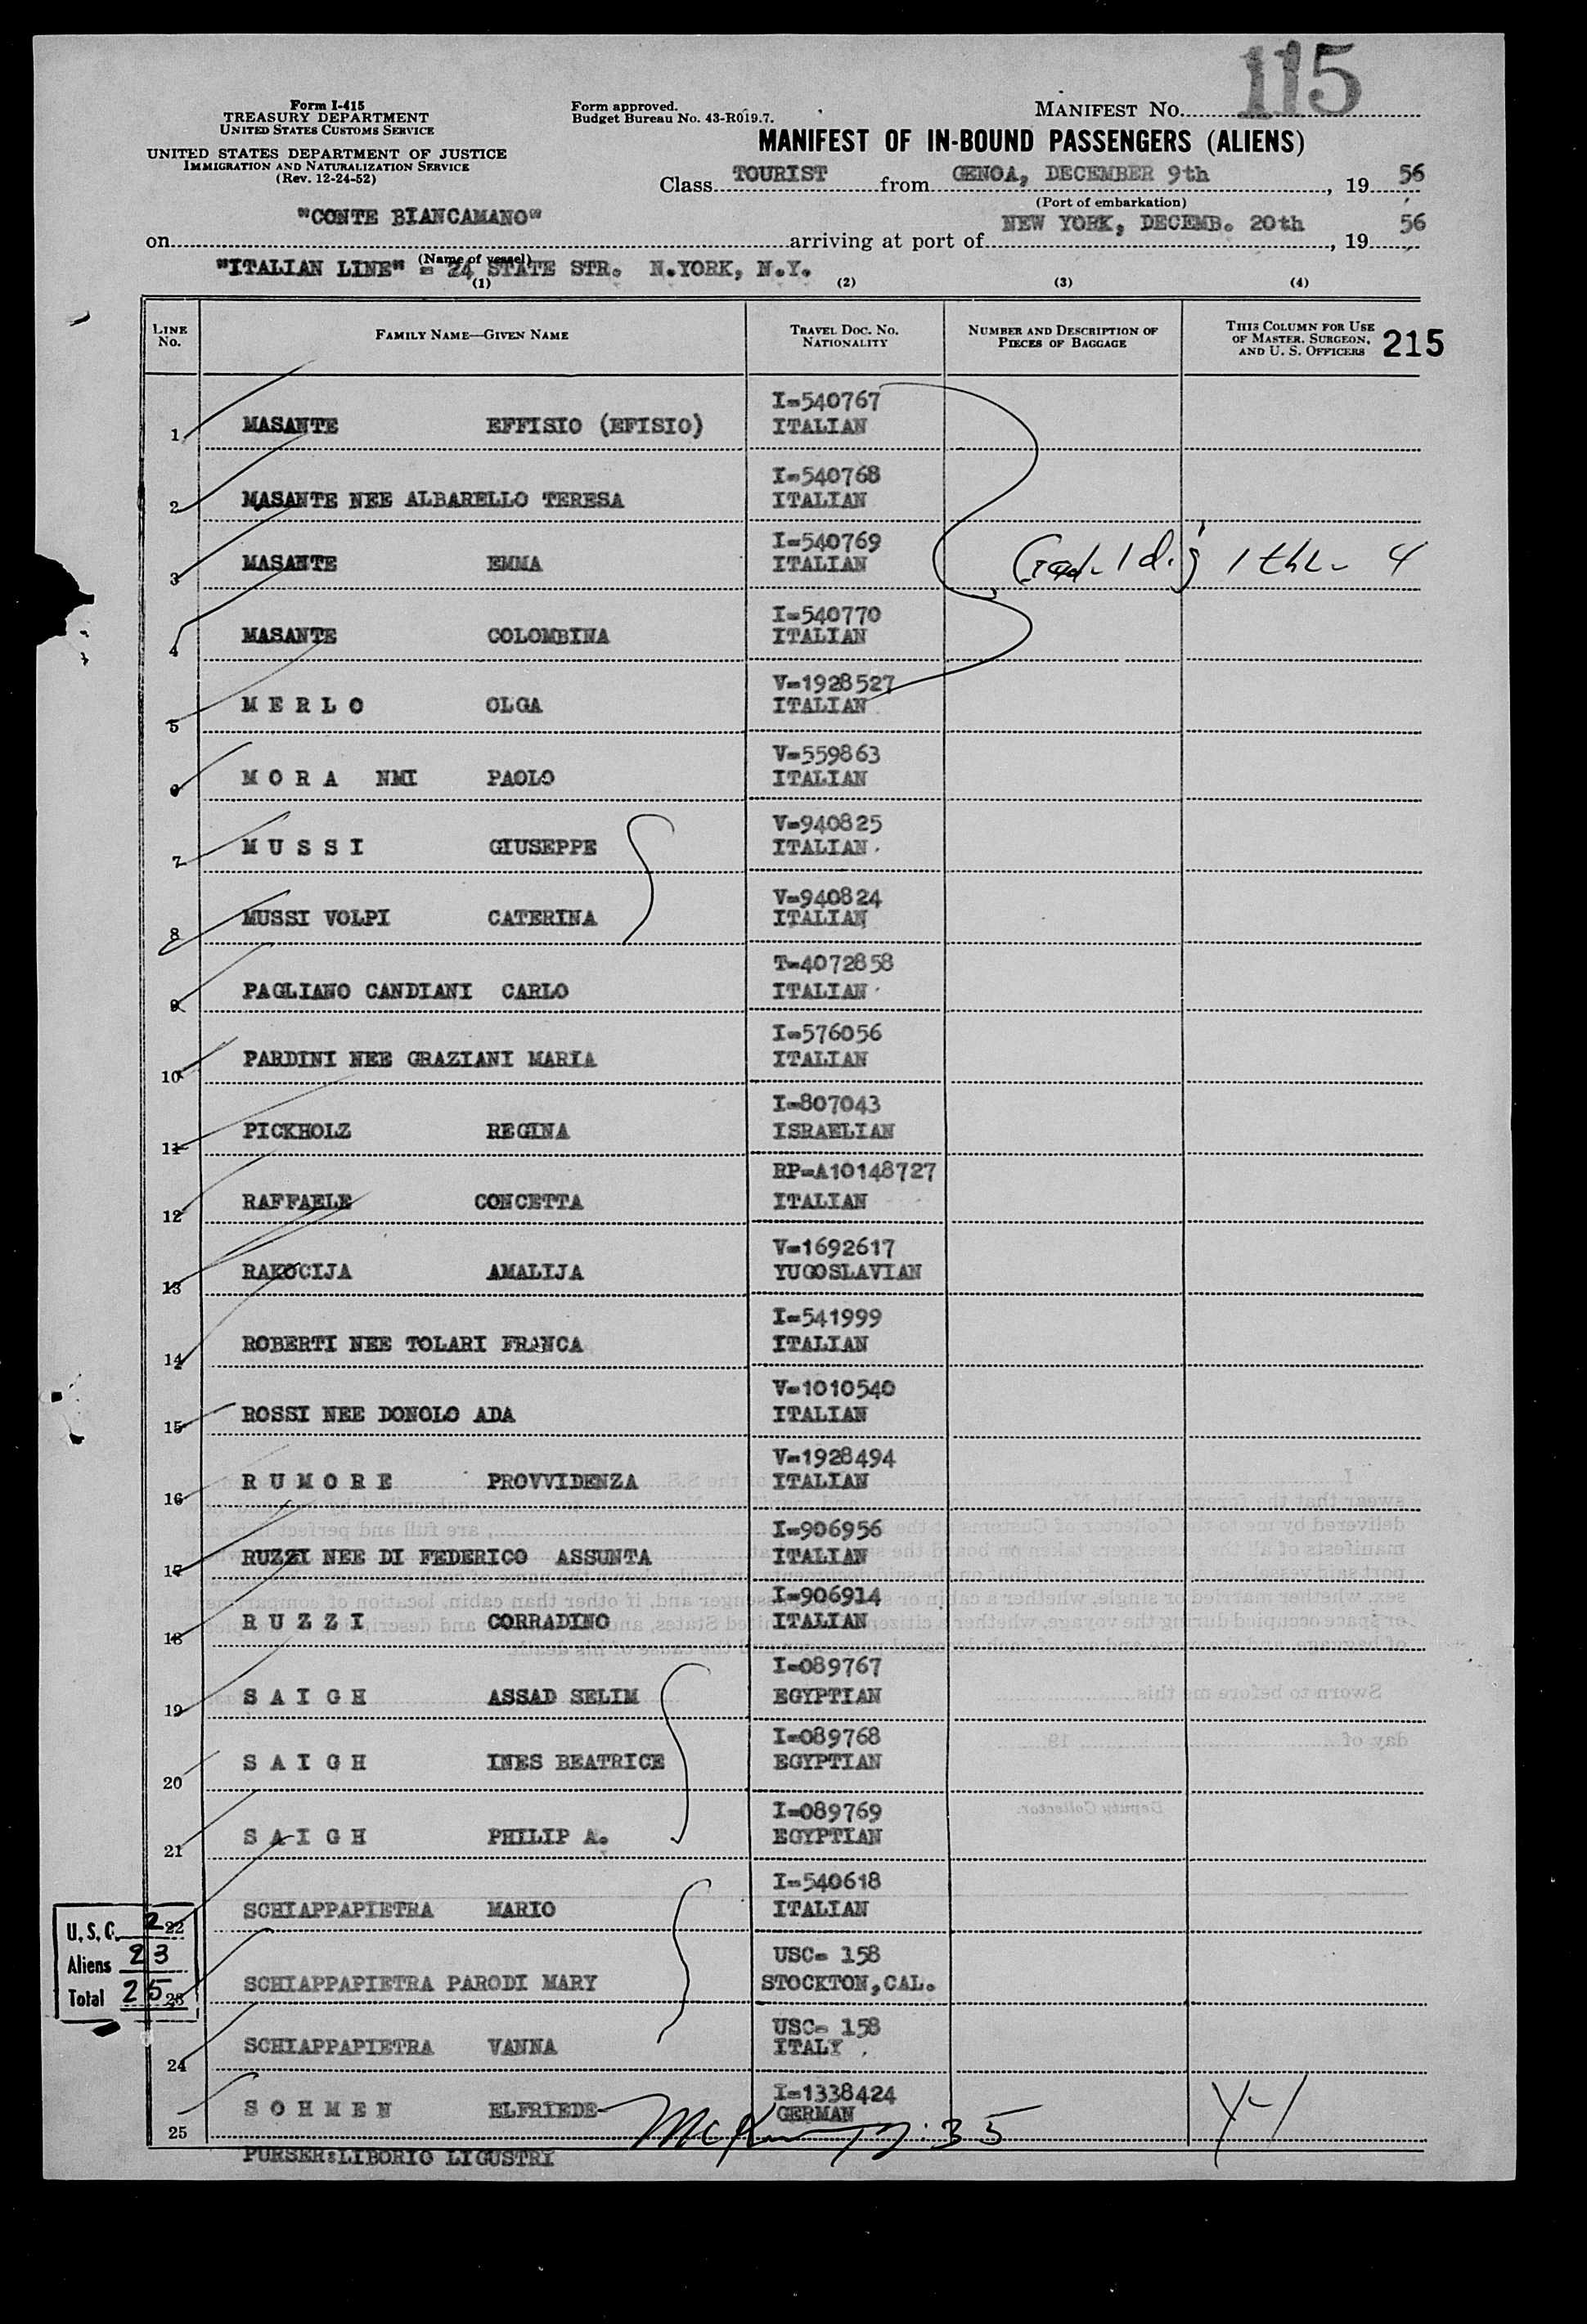 115
Form I-415
TREASURY DEPARTMENT
UNITED STATES CUSTOMS SERVICE
UNITED STATES DEPARTMENT OF JUSTICE
IMMIGRATION AND NATURALIZATION SERVICE
(Rev. 12-24-52)
Form approved.
Budget Bureau No. 43-R019.7.
MANIFEST No.
MANIFEST OF IN-BOUND PASSENGERS (ALIENS)
Class TOURIST from GENOA, DECEMBER 9th, 19 56
(Port of embarkation)
on "CONTE BIANCAMANO" arriving at port of NEW YORK, DECEMB. 20th, 19 56
(Name of vessel)
"ITALIAN LINE" = 24 STATE STR. N.YORK, N.Y.
(1) (2) (3) (4)
LINE No. FAMILY NAME—GIVEN NAME TRAVEL DOC. No. NATIONALITY NUMBER AND DESCRIPTION OF PIECES OF BAGGAGE THIS COLUMN FOR USE OF MASTER, SURGEON, AND U. S. OFFICERS 215
1 MASANTE EFFISIO (EFISIO) I=540767 ITALIAN
2 MASANTE NEE ALBARELLO TERESA I=540768 ITALIAN
3 MASANTE EMMA I=540769 ITALIAN 4
4 MASANTE COLOMBINA I=540770 ITALIAN
5 M E R L O OLGA V=1928527 ITALIAN
6 M O R A NMI PAOLO V=559863 ITALIAN
7 M U S S I GIUSEPPE V=940825 ITALIAN
8 MUSSI VOLPI CATERINA V=940824 ITALIAN
9 PAGLIANO CANDIANI CARLO T=4072858 ITALIAN
10 PARDINI NEE GRAZIANI MARIA I=576056 ITALIAN
11 PICKHOLZ REGINA I=807043 ISRAELIAN
12 RAFFAELE CONCETTA RP=A10148727 ITALIAN
13 RAKOCIJA AMALIJA V=1692617 YUGOSLAVIAN
14 ROBERTI NEE TOLARI FRANCA I=541999 ITALIAN
15 ROSSI NEE DONOLO ADA V=1010540 ITALIAN
16 R U M O R E PROVVIDENZA V=1928494 ITALIAN
17 RUZZI NEE DI FEDERICO ASSUNTA I=906956 ITALIAN
18 R U Z Z I CORRADINO I=906914 ITALIAN
19 S A I G H ASSAD SELIM I=089767 EGYPTIAN
20 S A I G H INES BEATRICE I=089768 EGYPTIAN
21 S A I G H PHILIP A. I=089769 EGYPTIAN
22 SCHIAPPAPIETRA MARIO I=540618 ITALIAN
23 SCHIAPPAPIETRA PARODI MARY USC= 158 STOCKTON,CAL.
24 SCHIAPPAPIETRA VANNA USC= 158 ITALY
25 S O H M E N ELFRIEDE I=1338424 GERMAN
U.S.C. 2
Aliens 23
Total 25
35
PURSER:LIBORIO LIGUSTRI